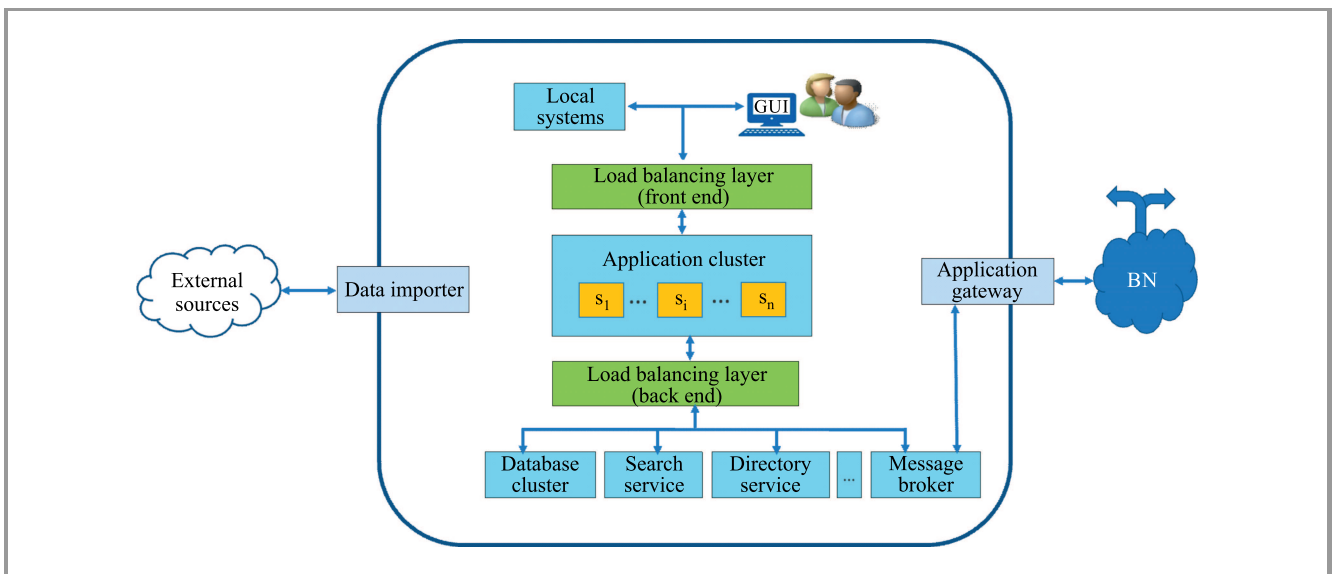 Local
systems
GUI
Load balancing layer
(front end)
Application cluster
s1 ... si ... sn
External
sources
Data importer
Application
gateway
BN
Load balancing layer
(back end)
Database
cluster
Search
service
Directory
service
...
Message
broker